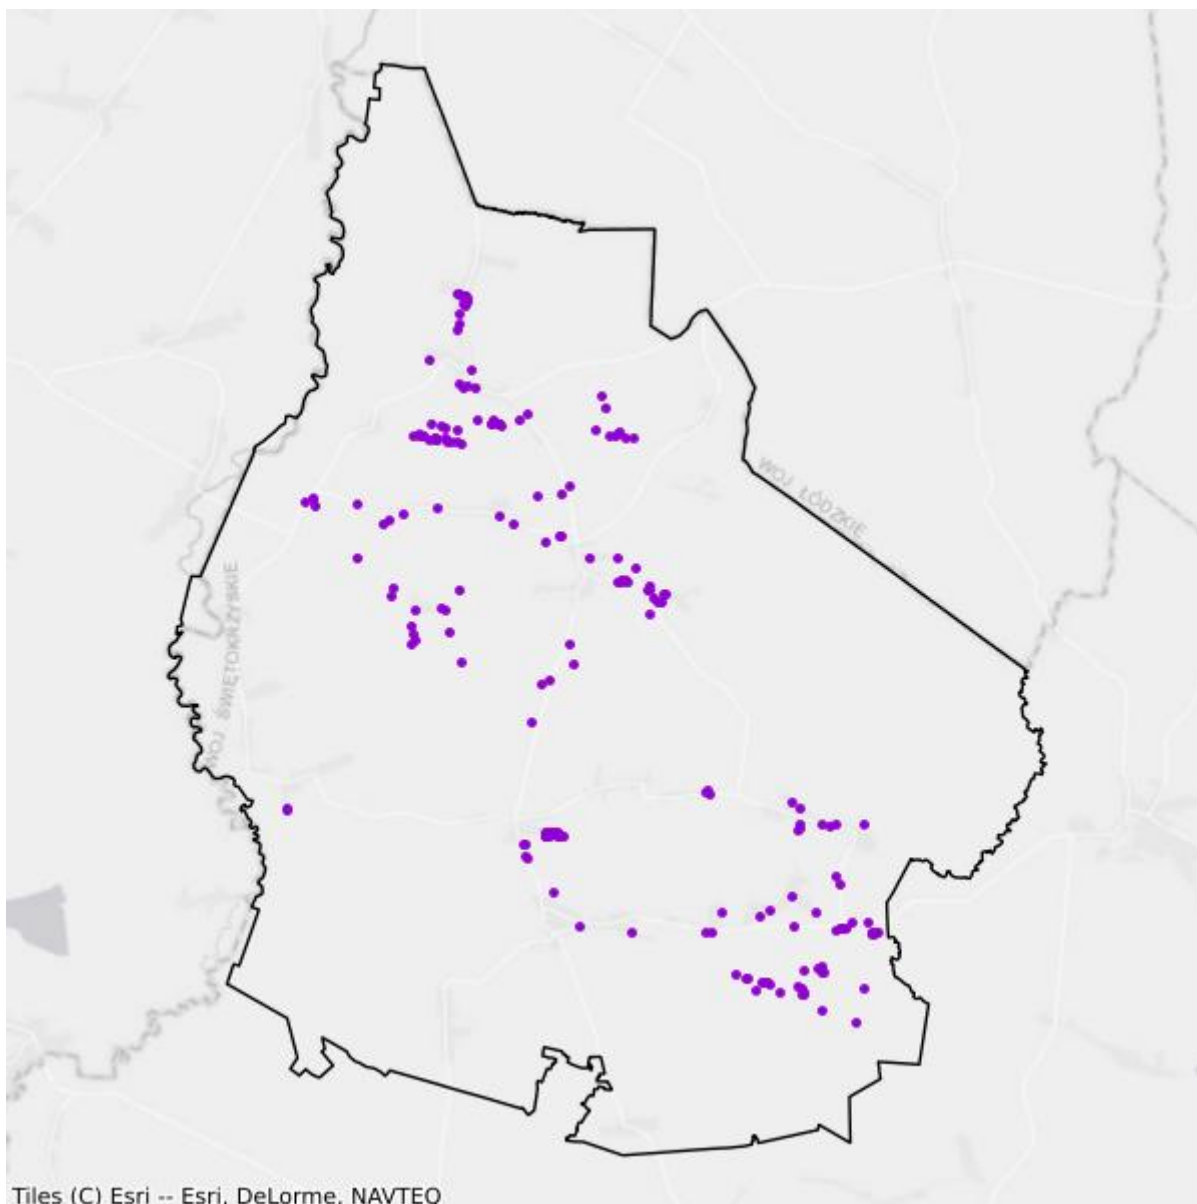 WOJ ŁÓDZKIE
WOJ ŚWIĘTOKRZYSKIE
Tiles (C) Esri -- Esri, DeLorme, NAVTEQ